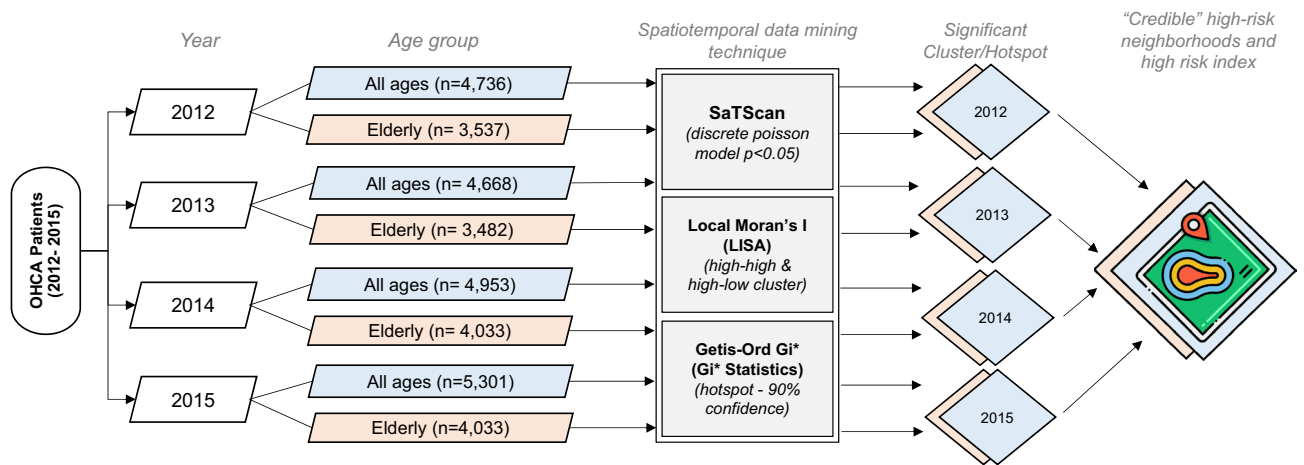 Year
Age group
Spatiotemporal data mining
technique
Significant
Cluster/Hotspot
“Credible” high-risk
neighborhoods and
high risk index
OHCA Patients
(2012- 2015)
2012
All ages (n=4,736)
Elderly (n= 3,537)
2013
All ages (n= 4,668)
Elderly (n= 3,482)
2014
All ages (n= 4,953)
Elderly (n= 4,033)
2015
All ages (n=5,301)
Elderly (n=4,033)
SaTScan
(discrete poisson
model p<0.05)
Local Moran’s I
(LISA)
(high-high &
high-low cluster)
Getis-Ord Gi*
(Gi* Statistics)
(hotspot - 90%
confidence)
2012
2013
2014
2015